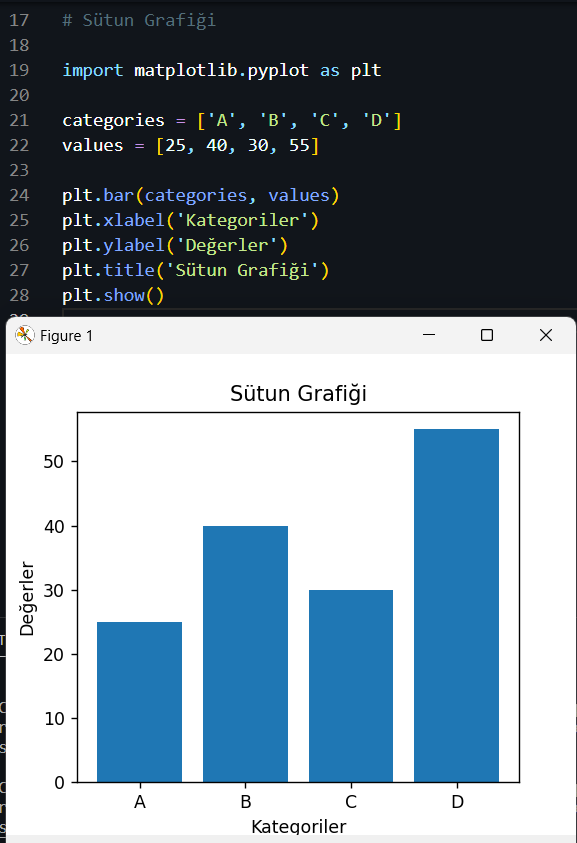 17 # Sütun Grafiği
18
19 import matplotlib.pyplot as plt
20
21 categories = ['A', 'B', 'C', 'D']
22 values = [25, 40, 30, 55]
23
24 plt.bar(categories, values)
25 plt.xlabel('Kategoriler')
26 plt.ylabel('Değerler')
27 plt.title('Sütun Grafiği')
28 plt.show()
Figure 1
Sütun Grafiği
50
40
30
20
10
0
Değerler
A B C D
Kategoriler